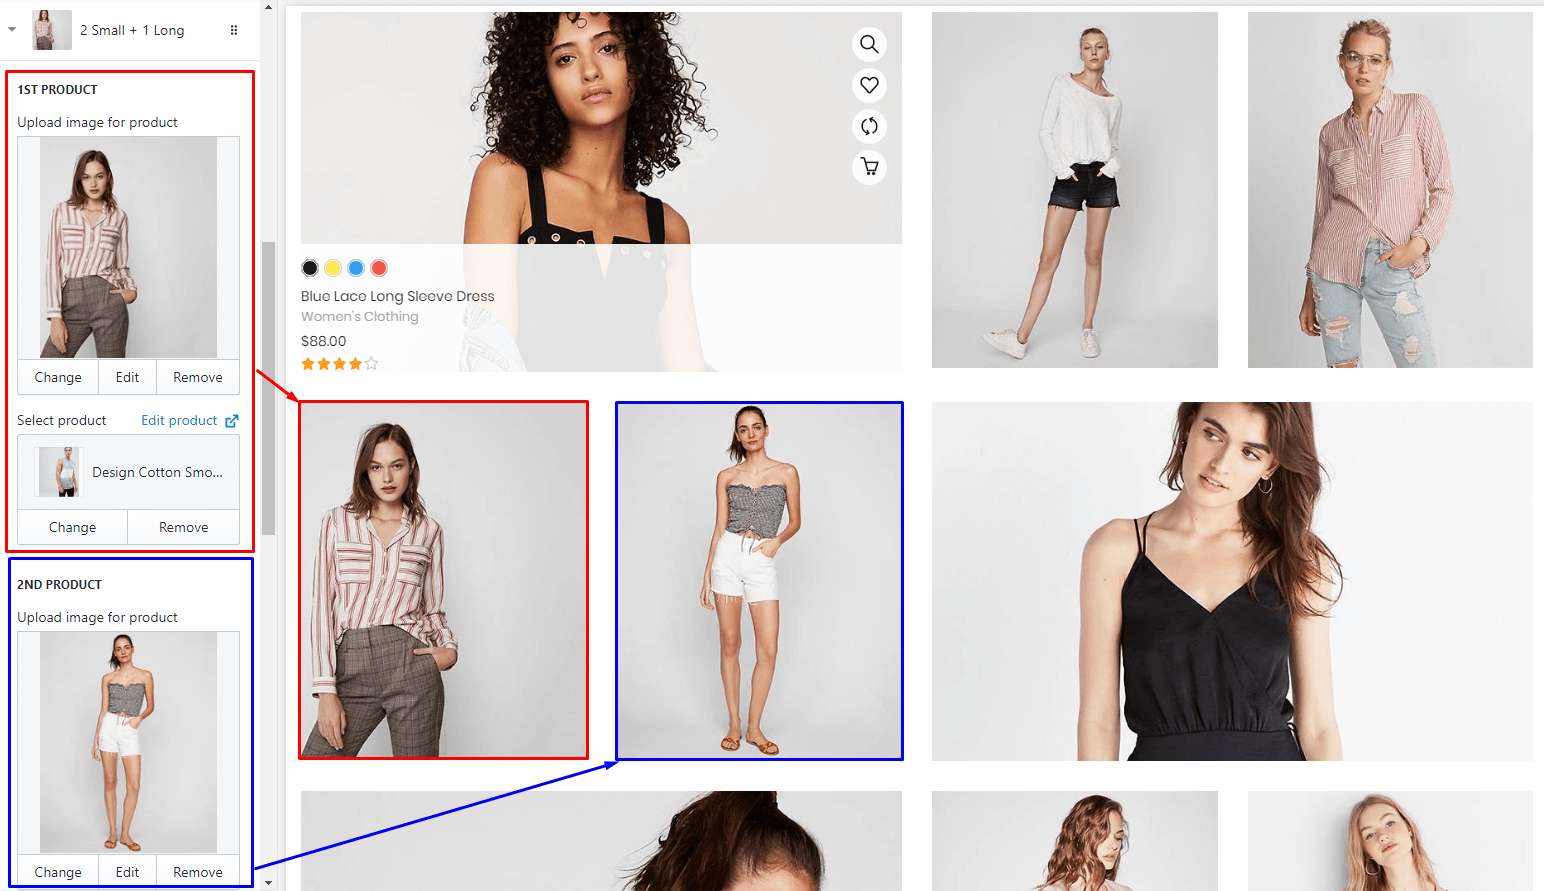 2 Small + 1 Long
1ST PRODUCT
Upload image for product
Change Edit Remove
Select product Edit product
Design Cotton Smo...
Change Remove
2ND PRODUCT
Upload image for product
Change Edit Remove
Blue Lace Long Sleeve Dress
Women's Clothing
$88.00